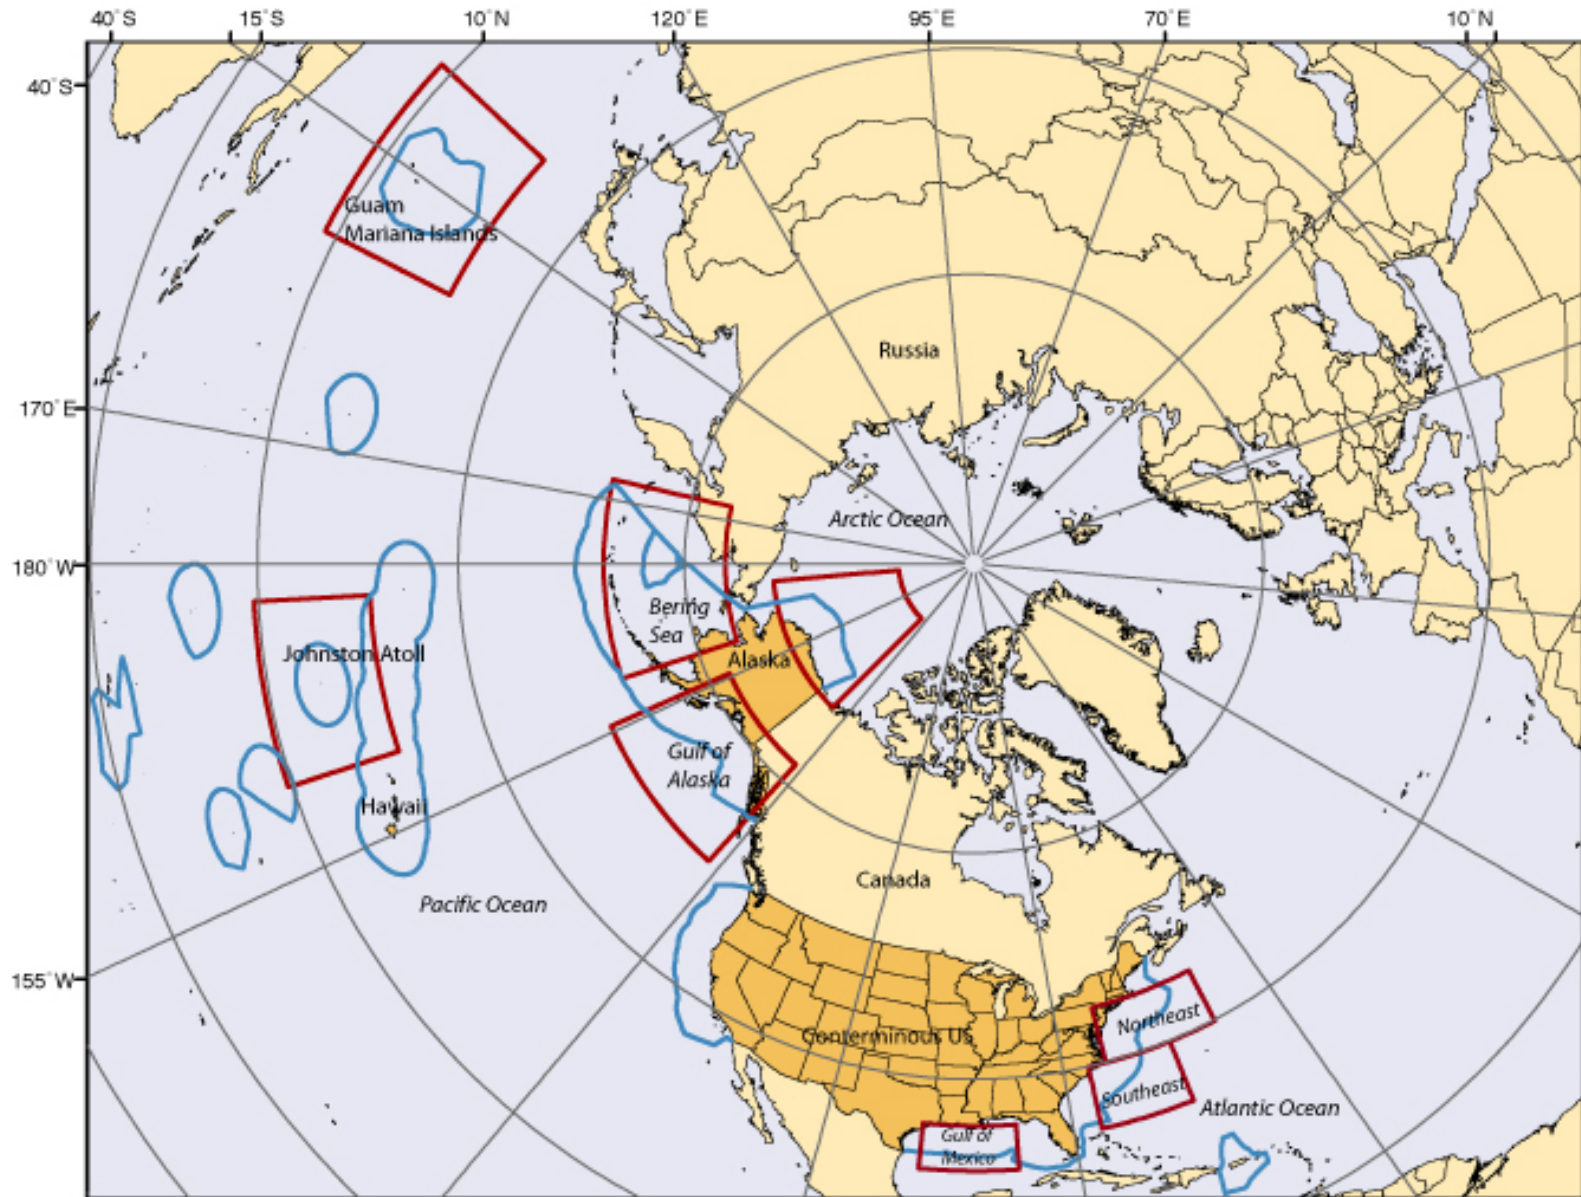 40°S 15°S 10°N 120°E 95°E 70°E 10°N
40°S
Guam
Mariana Islands
Russia
170°E
Arctic Ocean
180°W
Bering
Sea
Johnston Atoll
Alaska
Gulf of
Alaska
Hawaii
Canada
Pacific Ocean
155°W
Northeast
Conterminous US
Southeast
Atlantic Ocean
Gulf of
Mexico